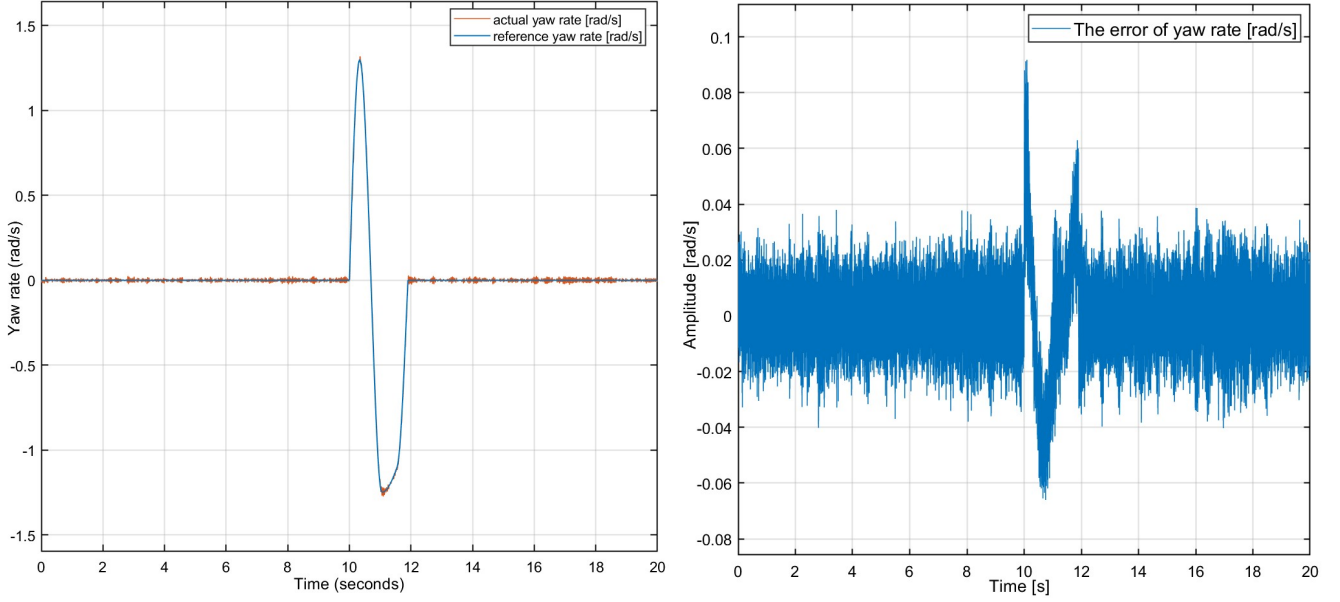 1.5
1
0.5
0
-0.5
-1
-1.5
Yaw rate (rad/s)
actual yaw rate [rad/s]
reference yaw rate [rad/s]
0 2 4 6 8 10 12 14 16 18 20
Time (seconds)
0.1
0.08
0.06
0.04
0.02
0
-0.02
-0.04
-0.06
-0.08
Amplitude [rad/s]
The error of yaw rate [rad/s]
0 2 4 6 8 10 12 14 16 18 20
Time [s]